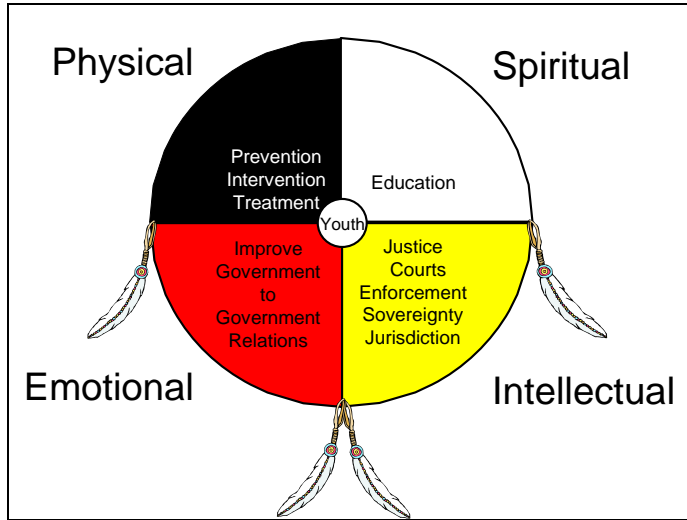 Physical
Spiritual
Prevention
Intervention
Treatment
Education
Youth
Improve
Government
to
Government
Relations
Justice
Courts
Enforcement
Sovereignty
Jurisdiction
Emotional
Intellectual